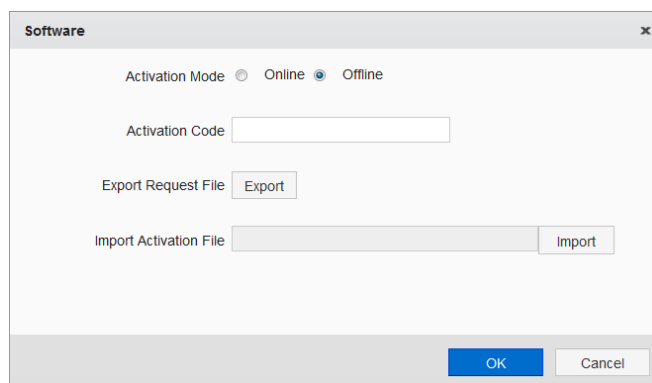 Software x
Activation Mode Online Offline
Activation Code
Export Request File Export
Import Activation File Import
OK Cancel